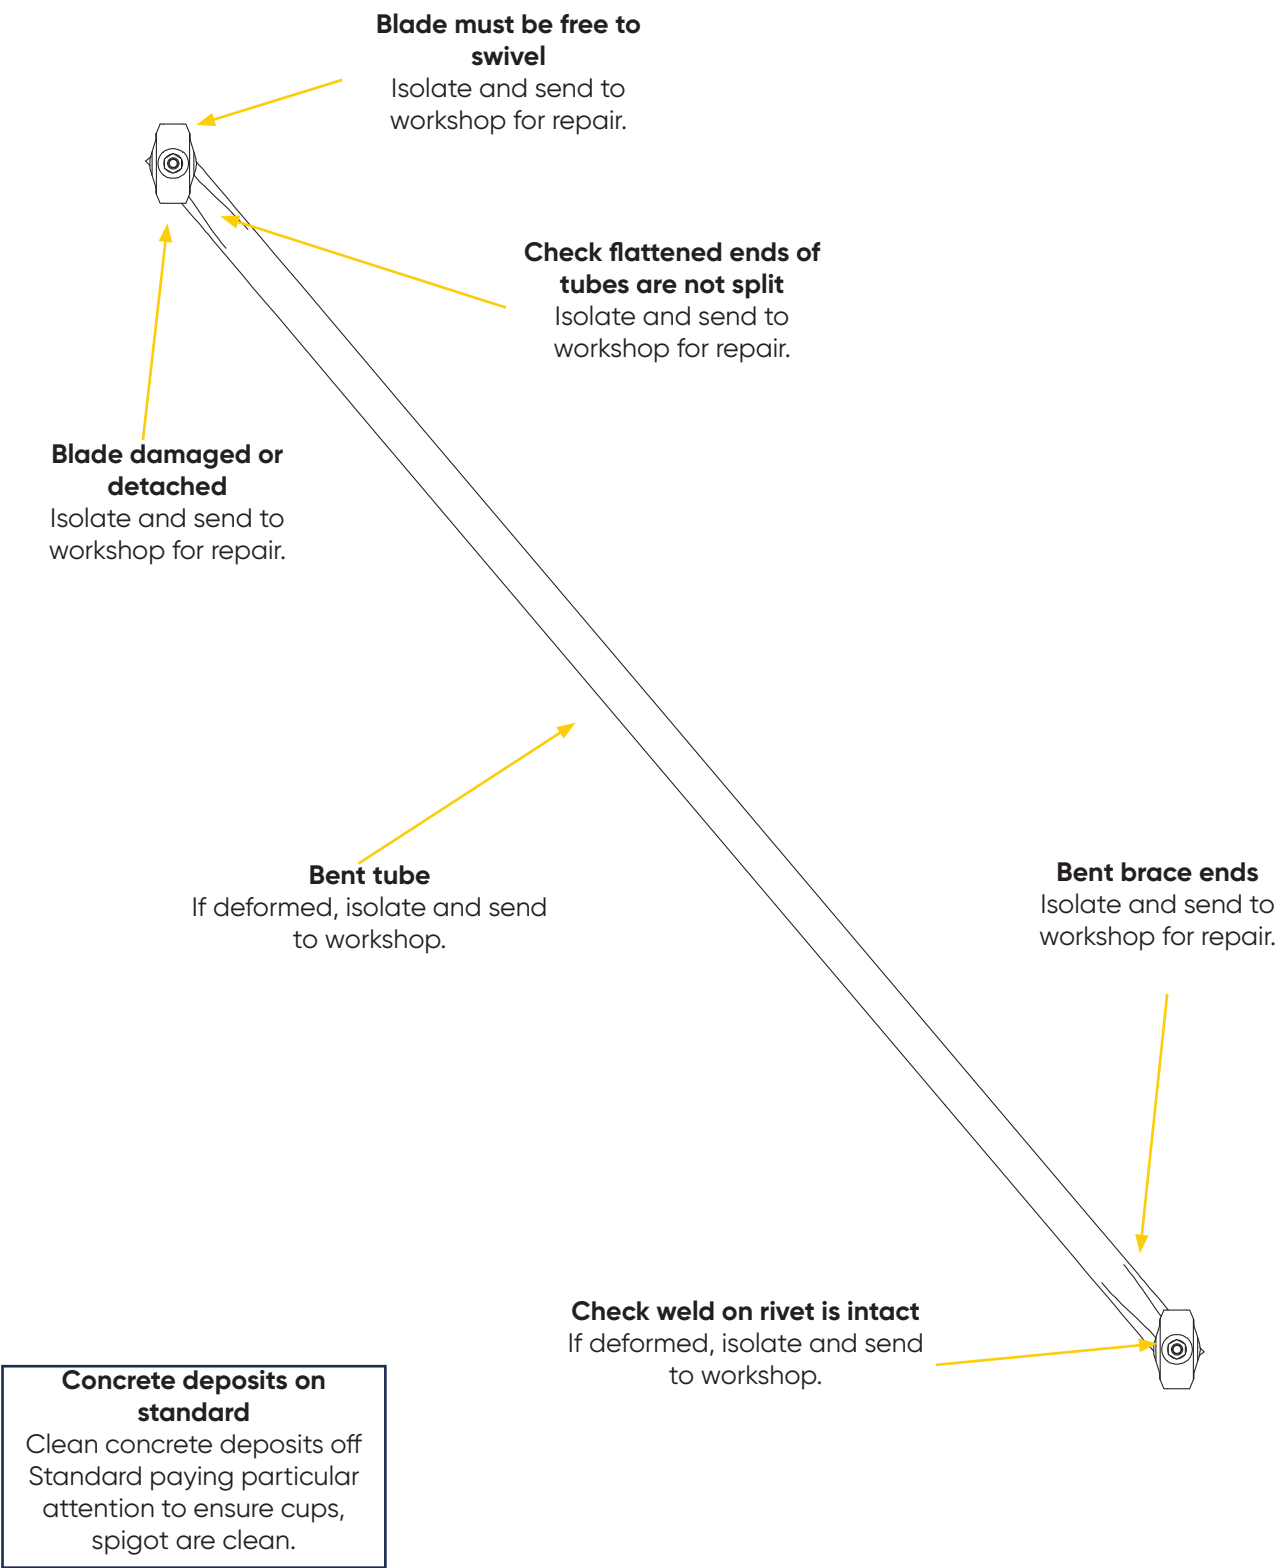 Blade must be free to
swivel
Isolate and send to
workshop for repair.
Check flattened ends of
tubes are not split
Isolate and send to
workshop for repair.
Blade damaged or
detached
Isolate and send to
workshop for repair.
Bent tube
If deformed, isolate and send
to workshop.
Bent brace ends
Isolate and send to
workshop for repair.
Check weld on rivet is intact
If deformed, isolate and send
to workshop.
Concrete deposits on
standard
Clean concrete deposits off
Standard paying particular
attention to ensure cups,
spigot are clean.